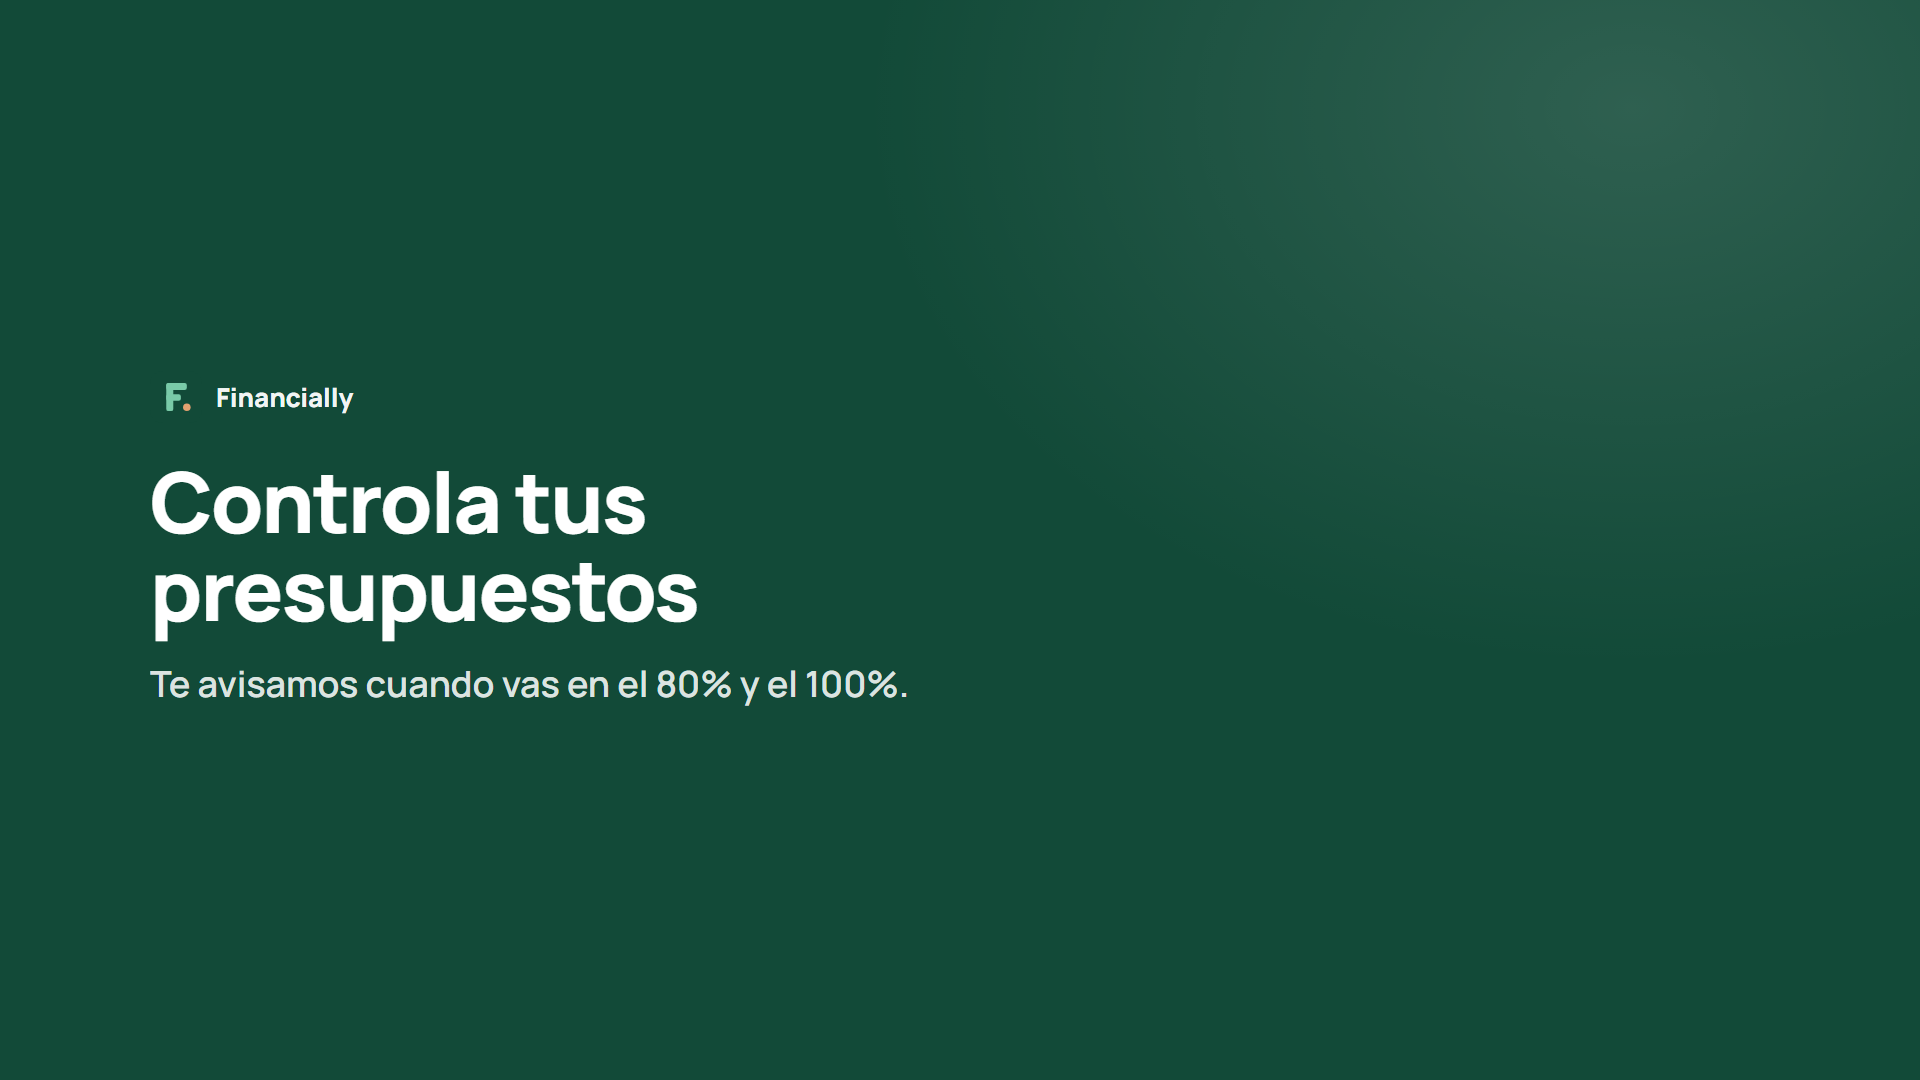 F. Financially
Controla tus
presupuestos
Te avisamos cuando vas en el 80% y el 100%.